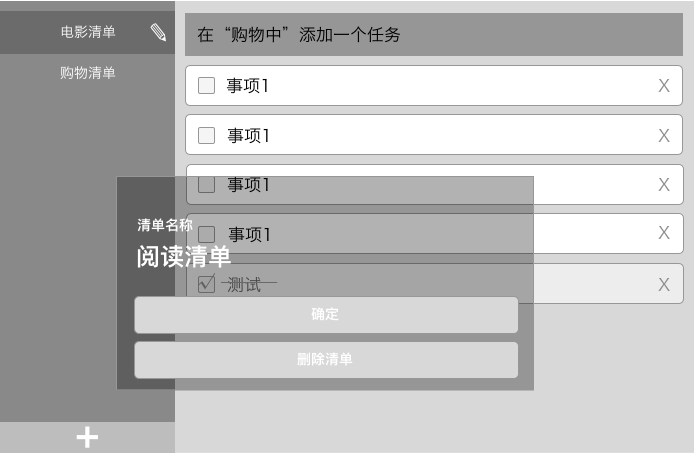 电影清单
购物清单
在“购物中”添加一个任务
事项1 X
事项1 X
事项1 X
事项1 X
测试 X
清单名称
阅读清单
确定
删除清单
+